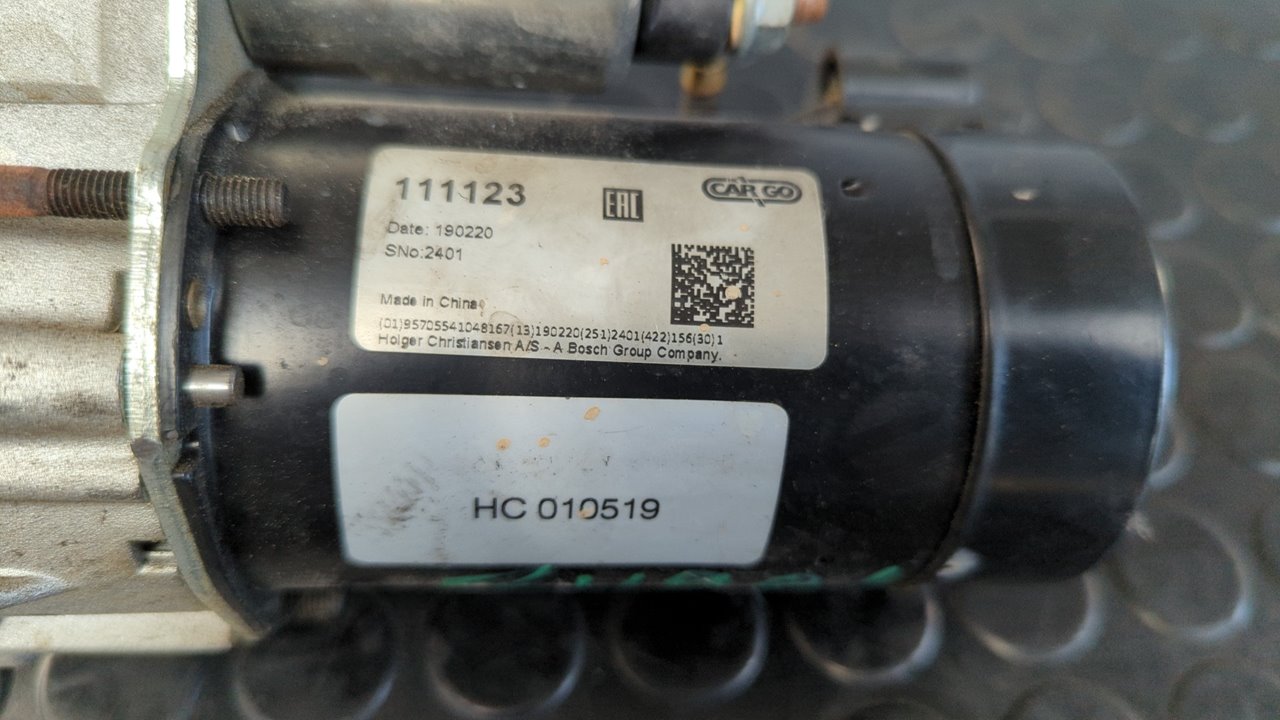 111123
EAC
HC
CARGO
Date: 190220
SNo:2401
Made in China
(01)95705541048167(13)190220(251)2401(422)156(30)1
Holger Christiansen A/S - A Bosch Group Company.
HC 010519